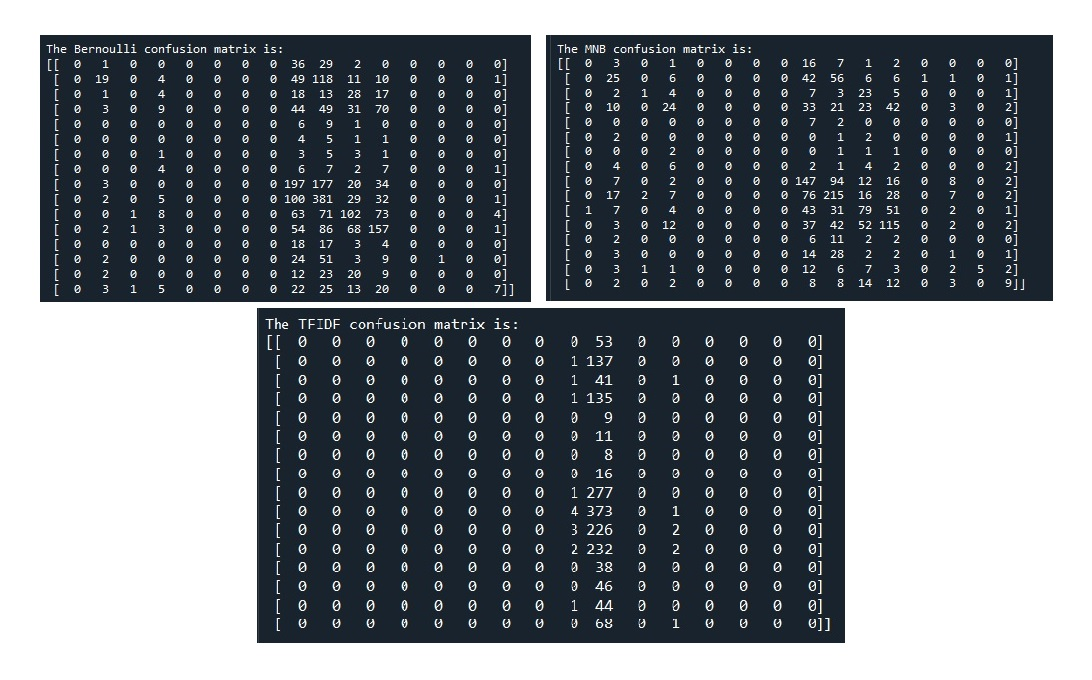 The Bernoulli confusion matrix is:
[[ 0 1 0 0 0 0 0 0 36 29 2 0 0 0 0 0]
[ 0 19 0 4 0 0 0 0 49 118 11 10 0 0 0 1]
[ 0 1 0 4 0 0 0 0 18 13 28 17 0 0 0 0]
[ 0 3 0 9 0 0 0 0 44 49 31 70 0 0 0 0]
[ 0 0 0 0 0 0 0 0 6 9 1 0 0 0 0 0]
[ 0 0 0 0 0 0 0 0 4 5 1 1 0 0 0 0]
[ 0 0 0 1 0 0 0 0 3 5 3 1 0 0 0 0]
[ 0 0 0 4 0 0 0 0 6 7 2 7 0 0 0 1]
[ 0 3 0 0 0 0 0 0 197 177 20 34 0 0 0 0]
[ 0 2 0 5 0 0 0 0 100 381 29 32 0 0 0 1]
[ 0 0 1 8 0 0 0 0 63 71 102 73 0 0 0 4]
[ 0 2 1 3 0 0 0 0 54 86 68 157 0 0 0 1]
[ 0 0 0 0 0 0 0 0 18 17 3 4 0 0 0 0]
[ 0 2 0 0 0 0 0 0 24 51 3 9 0 1 0 0]
[ 0 2 0 0 0 0 0 0 12 23 20 9 0 0 0 0]
[ 0 3 1 5 0 0 0 0 22 25 13 20 0 0 0 7]]
The MNB confusion matrix is:
[[ 0 3 0 1 0 0 0 0 16 7 1 2 0 0 0 0]
[ 0 25 0 6 0 0 0 0 42 56 6 6 1 1 0 1]
[ 0 2 1 4 0 0 0 0 7 3 23 5 0 0 0 1]
[ 0 10 0 24 0 0 0 0 33 21 23 42 0 3 0 2]
[ 0 0 0 0 0 0 0 0 7 2 0 0 0 0 0 0]
[ 0 2 0 0 0 0 0 0 0 1 2 0 0 0 0 1]
[ 0 0 0 2 0 0 0 0 0 1 1 1 0 0 0 0]
[ 0 4 0 6 0 0 0 0 2 1 4 2 0 0 0 2]
[ 0 7 0 2 0 0 0 0 147 94 12 16 0 8 0 2]
[ 0 17 2 7 0 0 0 0 76 215 16 28 0 7 0 2]
[ 1 7 0 4 0 0 0 0 43 31 79 51 0 2 0 1]
[ 0 3 0 12 0 0 0 0 37 42 52 115 0 2 0 2]
[ 0 2 0 0 0 0 0 0 6 11 2 2 0 0 0 0]
[ 0 3 0 0 0 0 0 0 14 28 2 2 0 1 0 1]
[ 0 3 1 1 0 0 0 0 12 6 7 3 0 2 5 2]
[ 0 2 0 2 0 0 0 0 8 8 14 12 0 3 0 9]]
The TFIDF confusion matrix is:
[[ 0 0 0 0 0 0 0 0 0 53 0 0 0 0 0 0]
[ 0 0 0 0 0 0 0 0 1 137 0 0 0 0 0 0]
[ 0 0 0 0 0 0 0 0 1 41 0 1 0 0 0 0]
[ 0 0 0 0 0 0 0 0 1 135 0 0 0 0 0 0]
[ 0 0 0 0 0 0 0 0 0 9 0 0 0 0 0 0]
[ 0 0 0 0 0 0 0 0 0 11 0 0 0 0 0 0]
[ 0 0 0 0 0 0 0 0 0 8 0 0 0 0 0 0]
[ 0 0 0 0 0 0 0 0 0 16 0 0 0 0 0 0]
[ 0 0 0 0 0 0 0 0 1 277 0 0 0 0 0 0]
[ 0 0 0 0 0 0 0 0 4 373 0 1 0 0 0 0]
[ 0 0 0 0 0 0 0 0 3 226 0 2 0 0 0 0]
[ 0 0 0 0 0 0 0 0 2 232 0 2 0 0 0 0]
[ 0 0 0 0 0 0 0 0 0 38 0 0 0 0 0 0]
[ 0 0 0 0 0 0 0 0 0 46 0 0 0 0 0 0]
[ 0 0 0 0 0 0 0 0 1 44 0 0 0 0 0 0]
[ 0 0 0 0 0 0 0 0 0 68 0 1 0 0 0 0]]